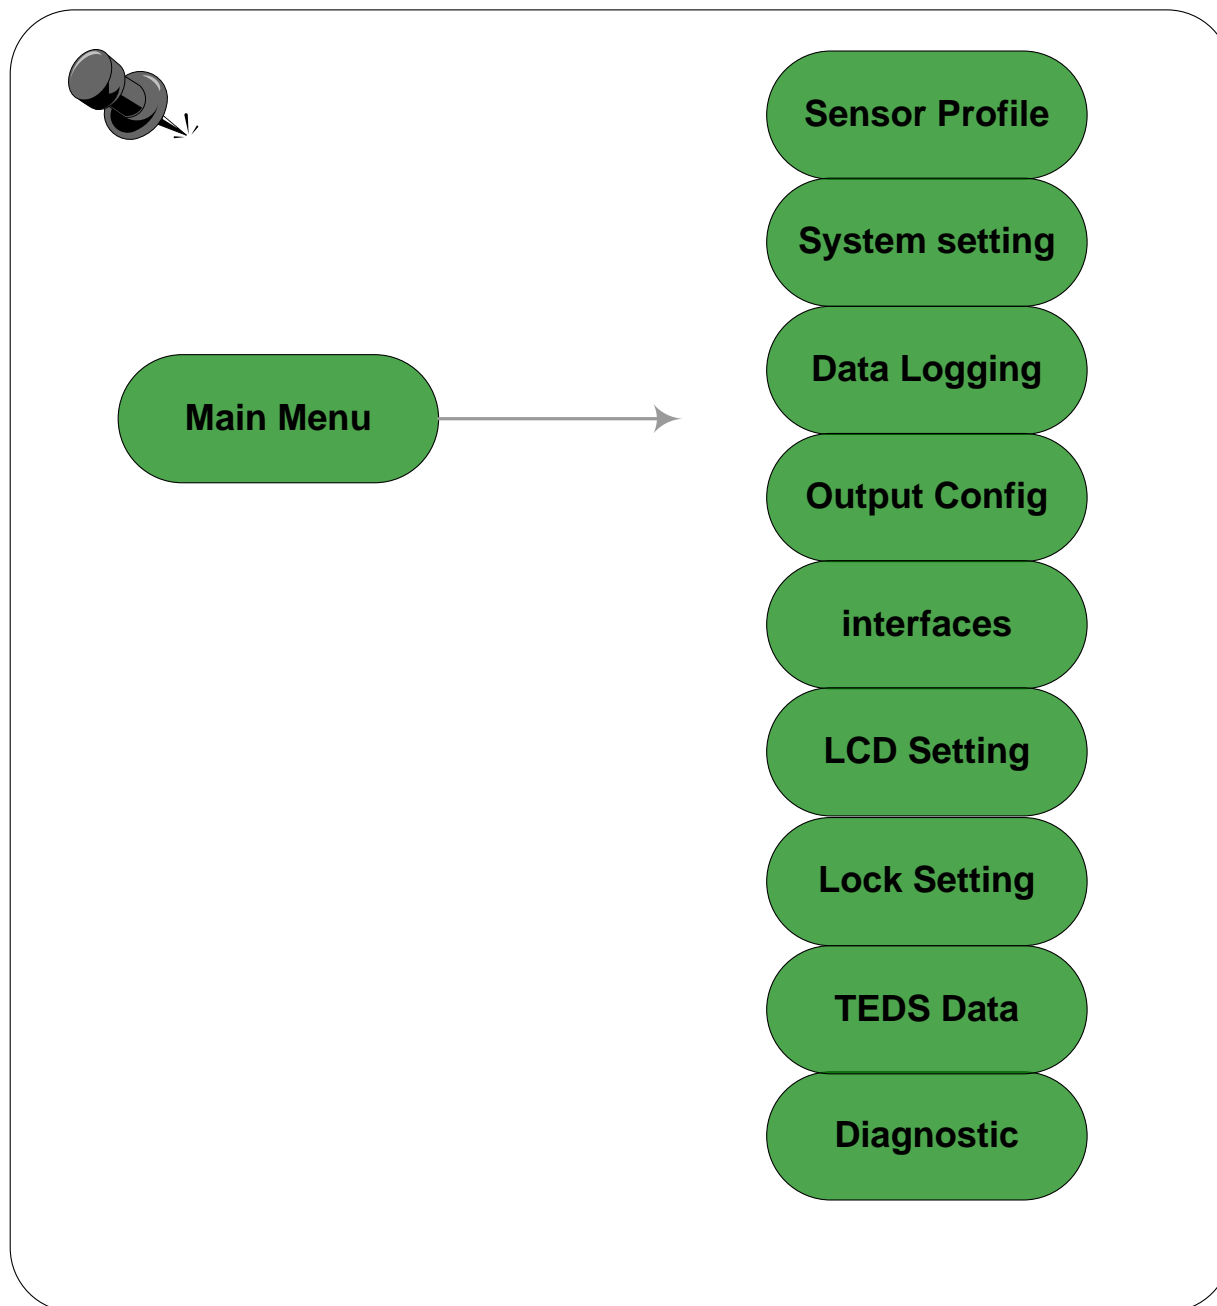 Sensor Profile
System setting
Data Logging
Main Menu
Output Config
interfaces
LCD Setting
Lock Setting
TEDS Data
Diagnostic